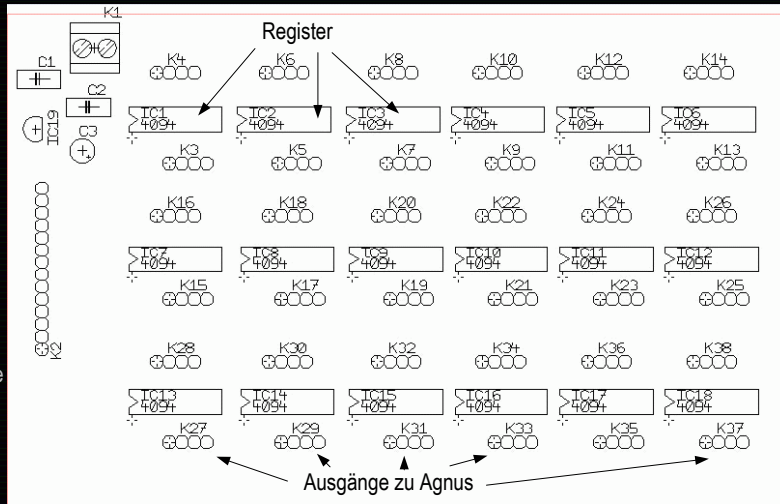 K1
Register
K4 K6 K8 K10 K12 K14
C1
C2
IC1 IC2 IC3 IC4 IC5 IC6
4094 4094 4094 4094 4094 4094
IC19
C3
K3 K5 K7 K9 K11 K13
K16 K18 K20 K22 K24 K26
IC7 IC8 IC9 IC10 IC11 IC12
4094 4094 4094 4094 4094 4094
K15 K17 K19 K21 K23 K25
K2
K28 K30 K32 K34 K36 K38
IC13 IC14 IC15 IC16 IC17 IC18
4094 4094 4094 4094 4094 4094
K27 K29 K31 K33 K35 K37
Ausgänge zu Agnus